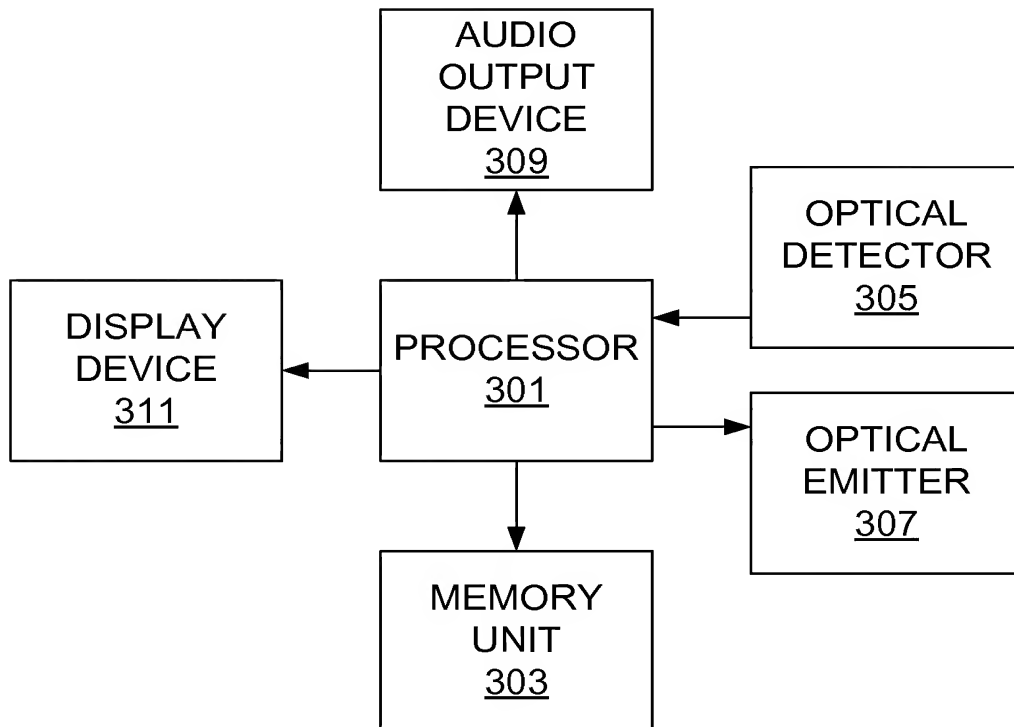 AUDIO
OUTPUT
DEVICE
309
OPTICAL
DETECTOR
305
DISPLAY
DEVICE
311
PROCESSOR
301
OPTICAL
EMITTER
307
MEMORY
UNIT
303